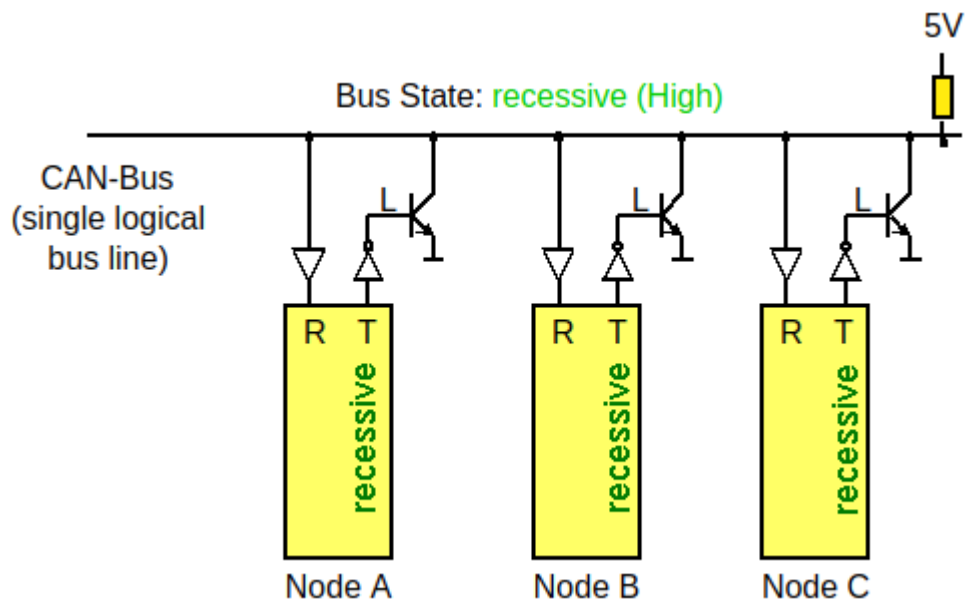 5V
Bus State: recessive (High)
CAN-Bus
(single logical
bus line)
L
L
L
R T
R T
R T
recessive
recessive
recessive
Node A
Node B
Node C